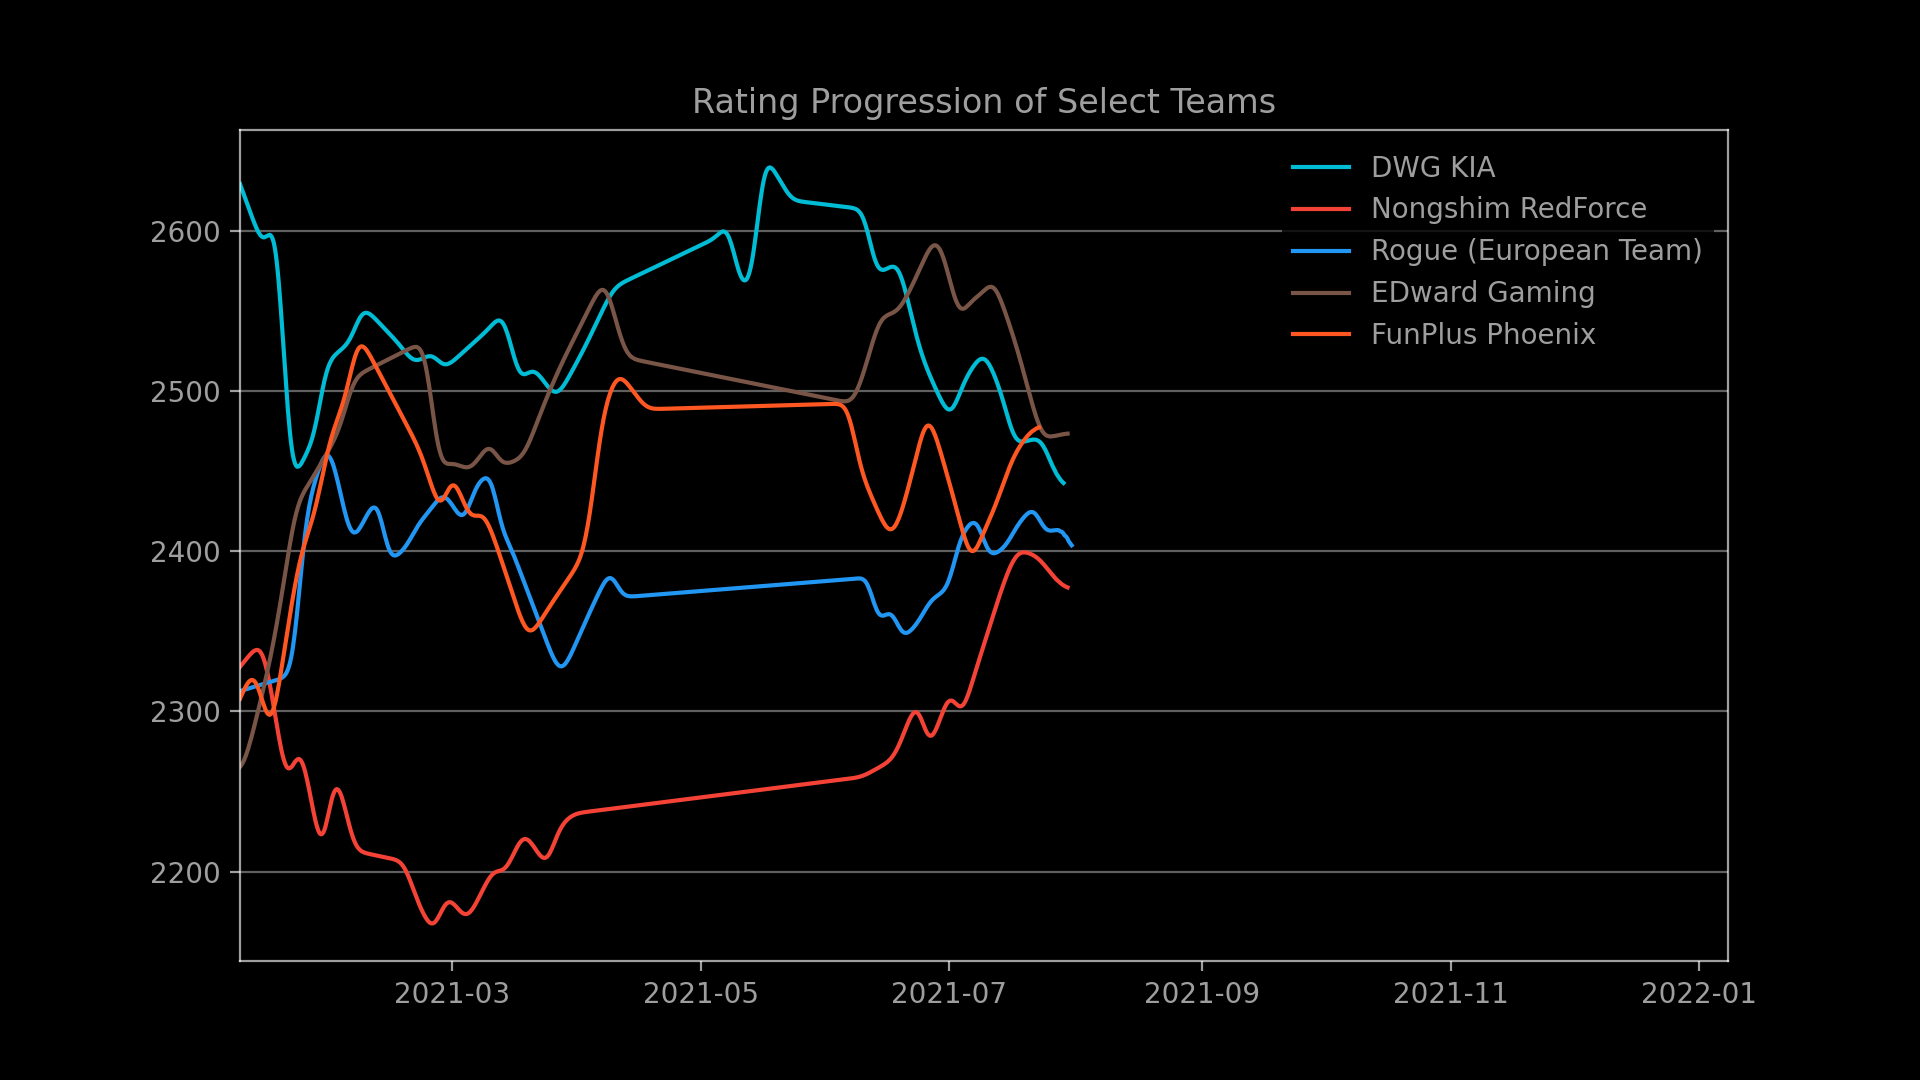 Rating Progression of Select Teams
DWG KIA
Nongshim RedForce
Rogue (European Team)
EDward Gaming
FunPlus Phoenix
2600
2500
2400
2300
2200
2021-03 2021-05 2021-07 2021-09 2021-11 2022-01